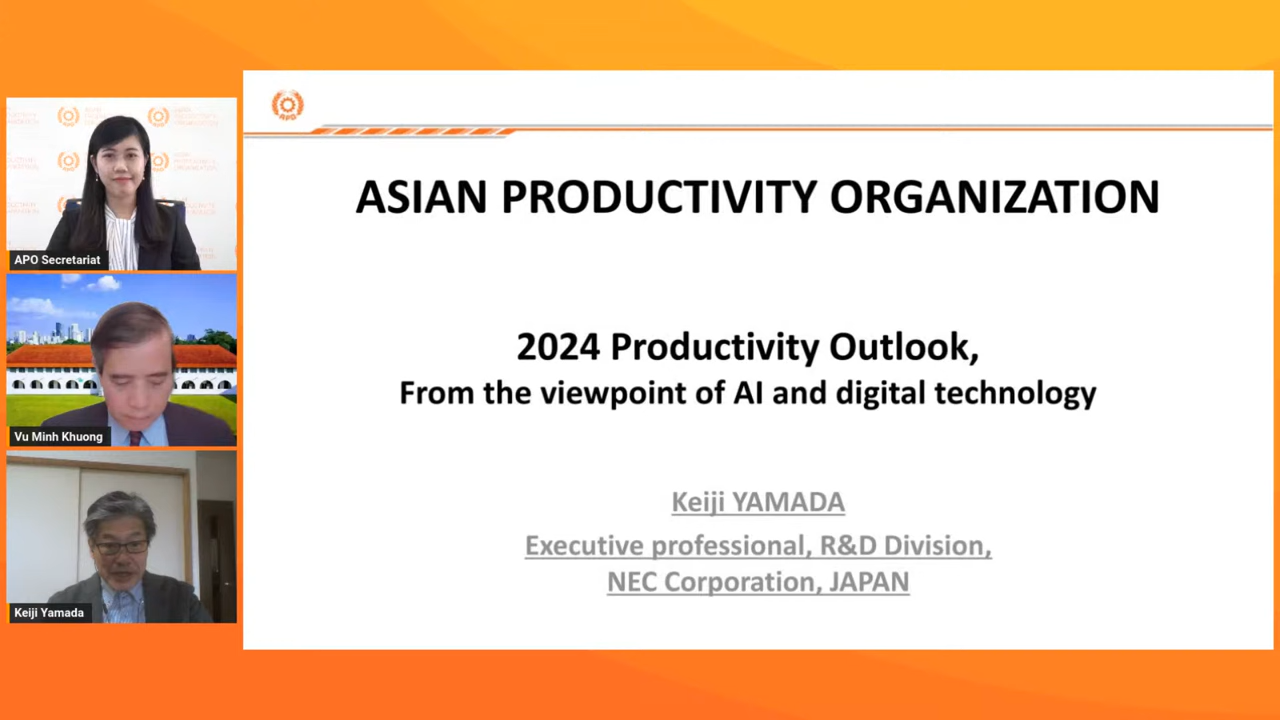 APO
ASIAN PRODUCTIVITY ORGANIZATION
2024 Productivity Outlook,
From the viewpoint of AI and digital technology
Keiji YAMADA
Executive professional, R&D Division,
NEC Corporation, JAPAN
APO Secretariat
Vu Minh Khuong
Keiji Yamada